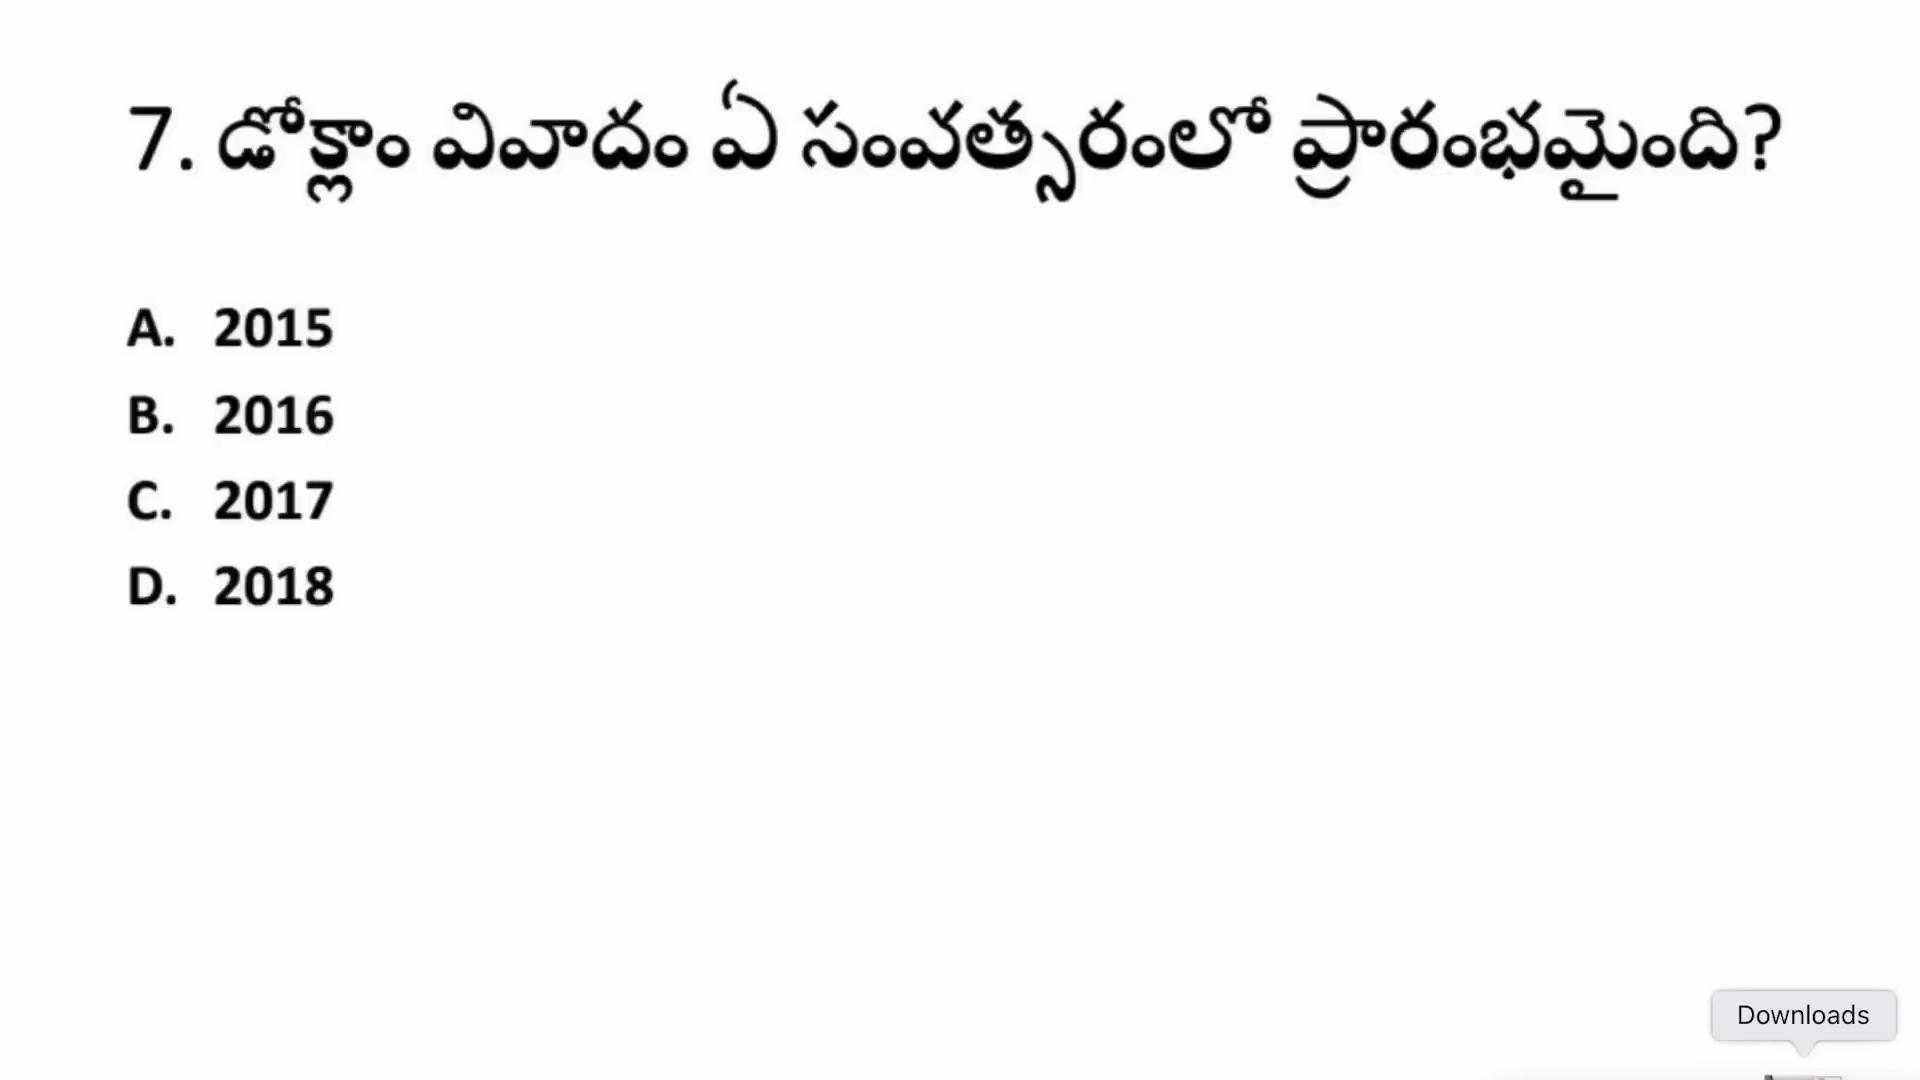 7. డోక్లాం వివాదం ఏ సంవత్సరంలో ప్రారంభమైంది?
A. 2015
B. 2016
C. 2017
D. 2018
Downloads